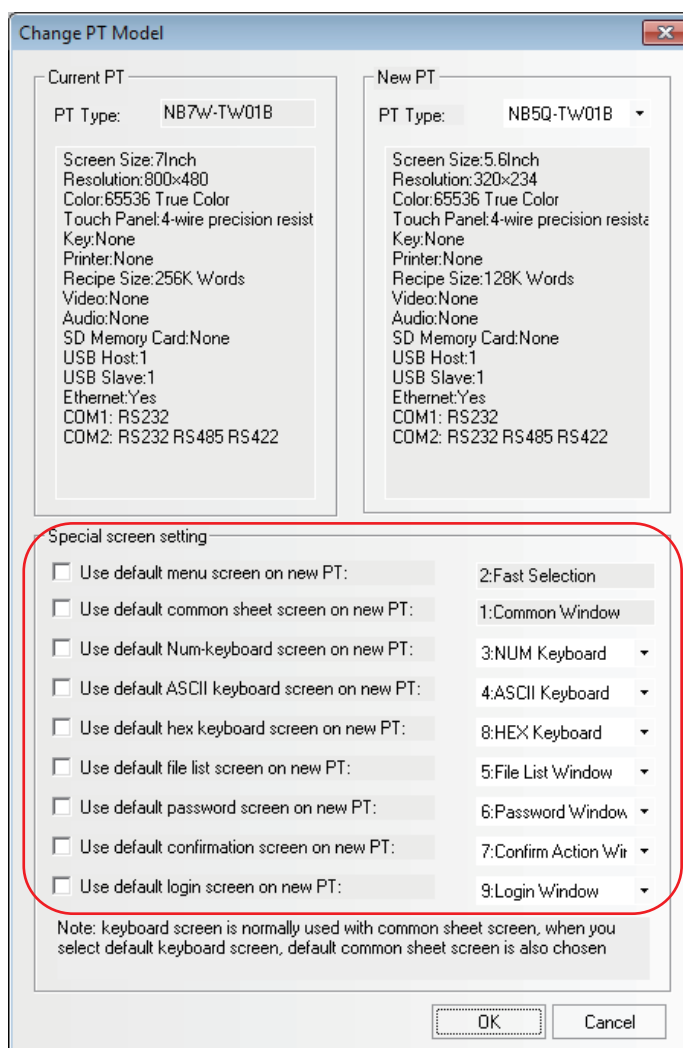 Change PT Model
Current PT
PT Type: NB7W-TW01B
Screen Size:7Inch
Resolution:800×480
Color:65536 True Color
Touch Panel:4-wire precision resist
Key:None
Printer:None
Recipe Size:256K Words
Video:None
Audio:None
SD Memory Card:None
USB Host:1
USB Slave:1
Ethernet:Yes
COM1: RS232
COM2: RS232 RS485 RS422
New PT
PT Type: NB5Q-TW01B
Screen Size:5.6Inch
Resolution:320×234
Color:65536 True Color
Touch Panel:4-wire precision resista
Key:None
Printer:None
Recipe Size:128K Words
Video:None
Audio:None
SD Memory Card:None
USB Host:1
USB Slave:1
Ethernet:Yes
COM1: RS232
COM2: RS232 RS485 RS422
Special screen setting
Use default menu screen on new PT: 2:Fast Selection
Use default common sheet screen on new PT: 1:Common Window
Use default Num-keyboard screen on new PT: 3:NUM Keyboard
Use default ASCII keyboard screen on new PT: 4:ASCII Keyboard
Use default hex keyboard screen on new PT: 8:HEX Keyboard
Use default file list screen on new PT: 5:File List Window
Use default password screen on new PT: 6:Password Window
Use default confirmation screen on new PT: 7:Confirm Action Wir
Use default login screen on new PT: 9:Login Window
Note: keyboard screen is normally used with common sheet screen, when you
select default keyboard screen, default common sheet screen is also chosen
OK Cancel